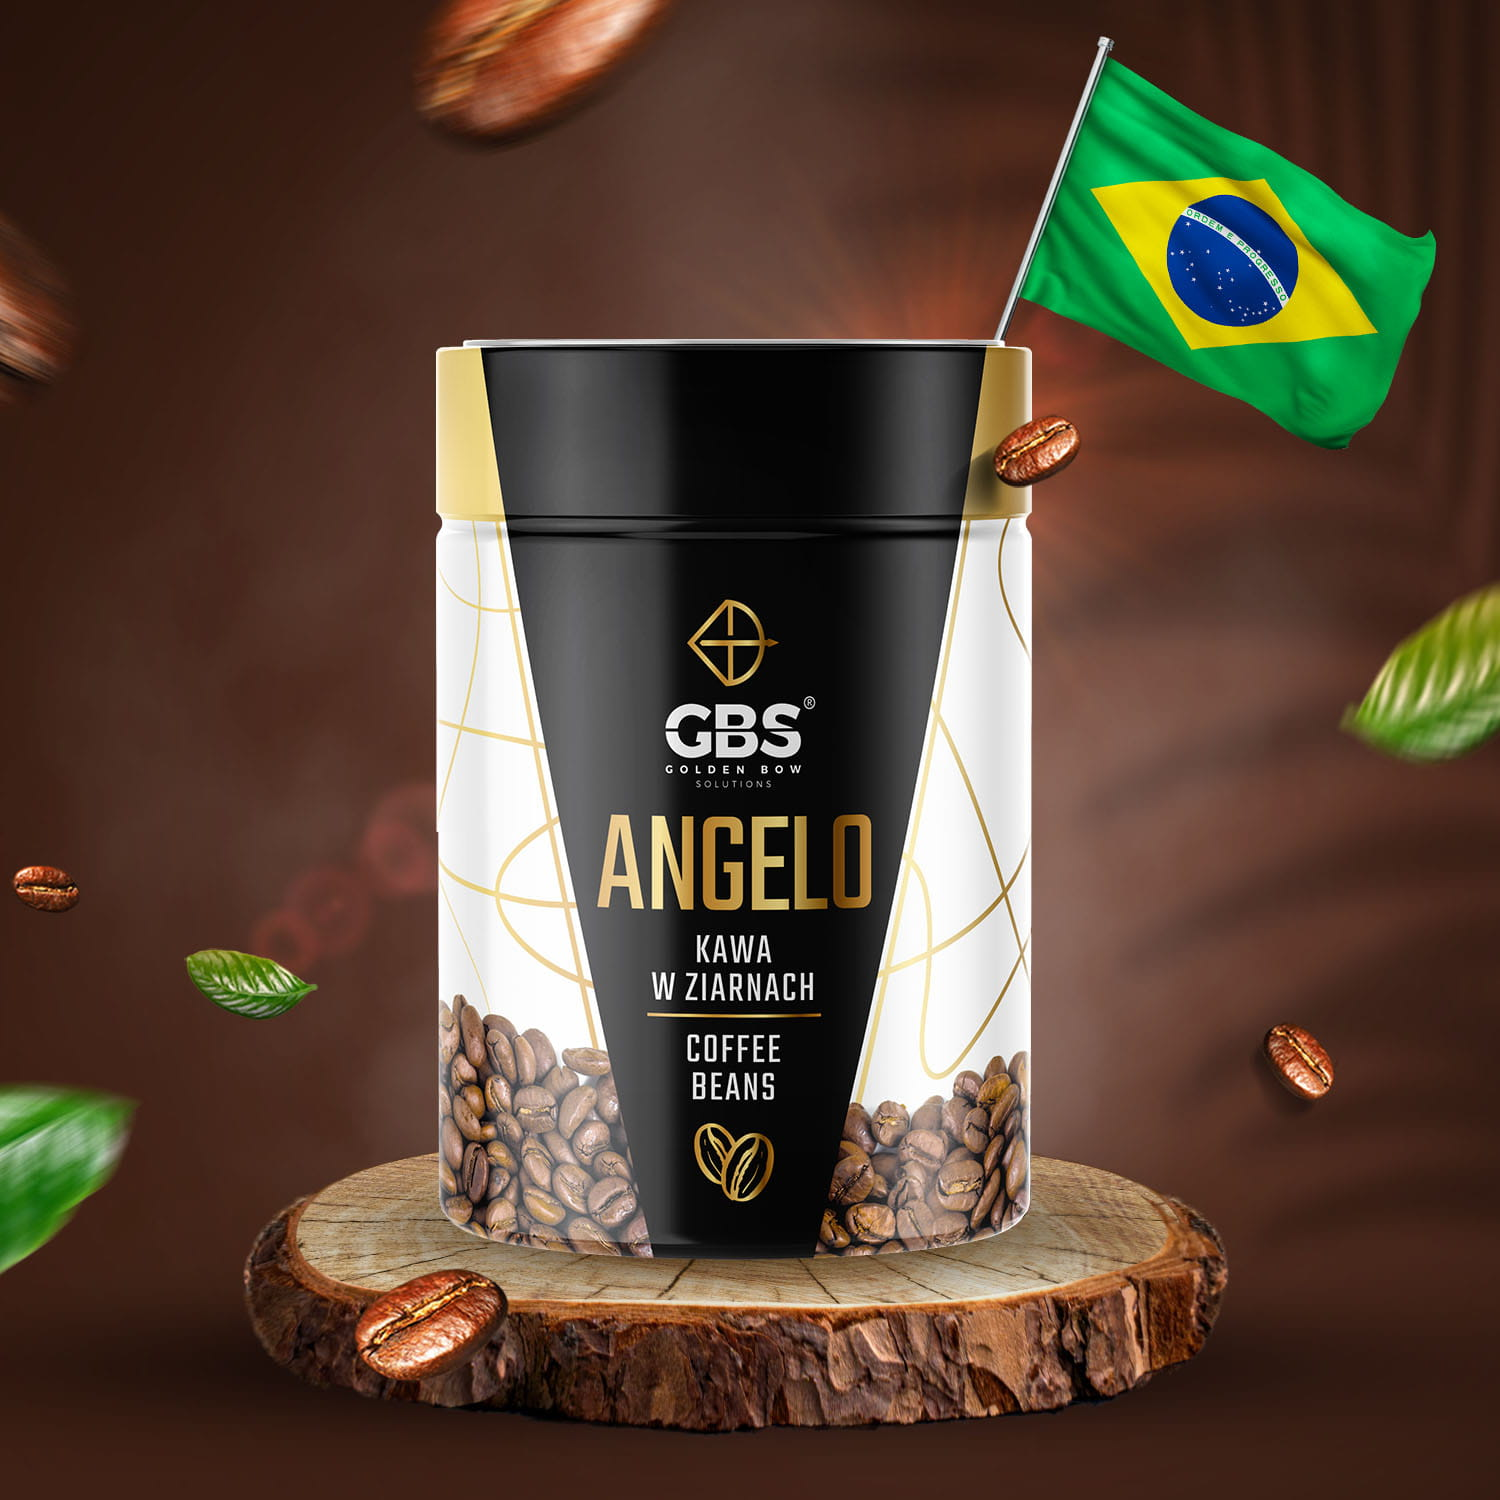 ORDEM E PROGRESSO
GBS®
GOLDEN BOW
SOLUTIONS
ANGELO
KAWA
W ZIARNACH
COFFEE
BEANS